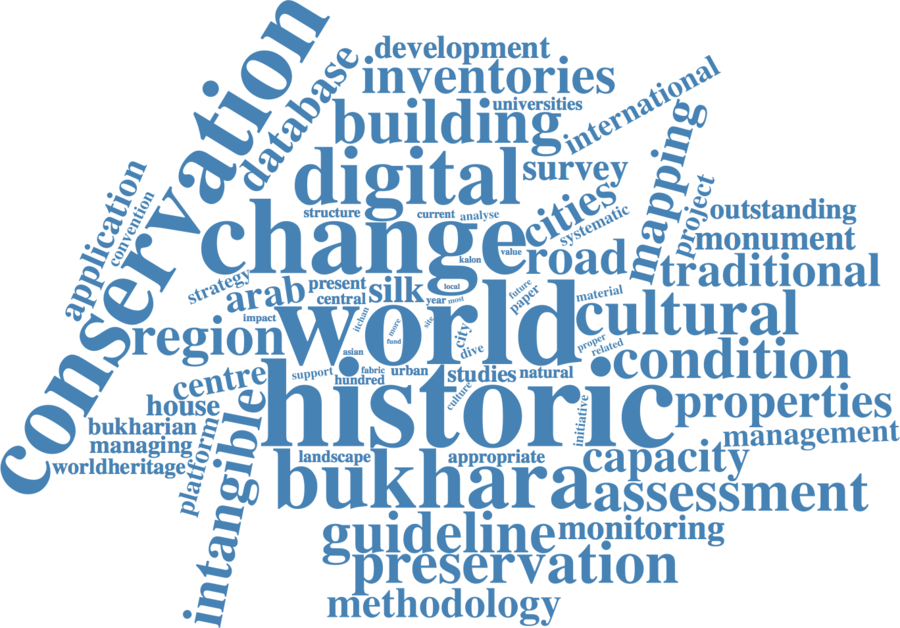 conservation
development
database
inventories
international
universities
building
mapping
digital
survey
application
convention
project
cities
outstanding
structure
current
analyse
systematic
change
value
kalon
road
monument
traditional
strategy
arab
present
central
silk
local
year
most
future
paper
material
impact
region
world
itchan
more
fund
site
city
cultural
asian
dive
proper
related
condition
support
fabric
hundred
urban
studies
natural
culture
centre
house
historic
initiative
properties
bukharian
managing
worldheritage
platform
intangible
management
landscape
appropriate
capacity
bukhara
assessment
guideline
monitoring
preservation
methodology